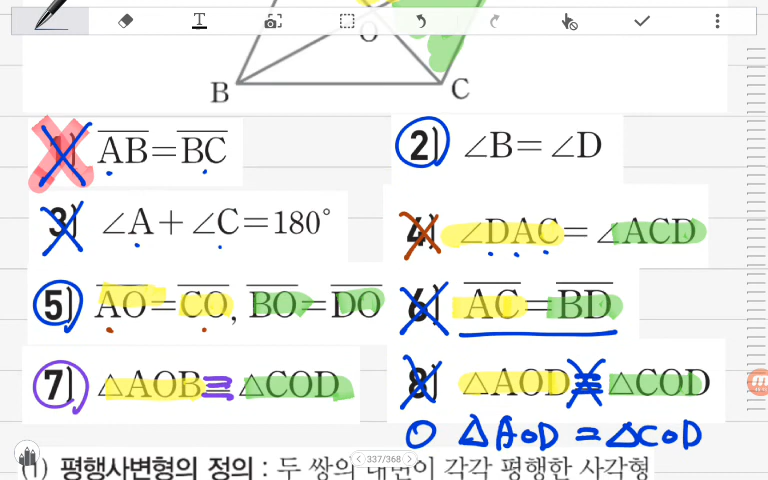 T
O
B C
1) AB=BC 2) ∠B=∠D
3) ∠A+∠C=180° 4) ∠DAC=∠ACD
5) AO=CO, BO=DO 6) AC=BD
7) △AOB≡△COD 8) △AOD≡△COD
O △AOD=△COD
337/368
(1) 평행사변형의 정의 : 두 쌍의 대변이 각각 평행한 사각형